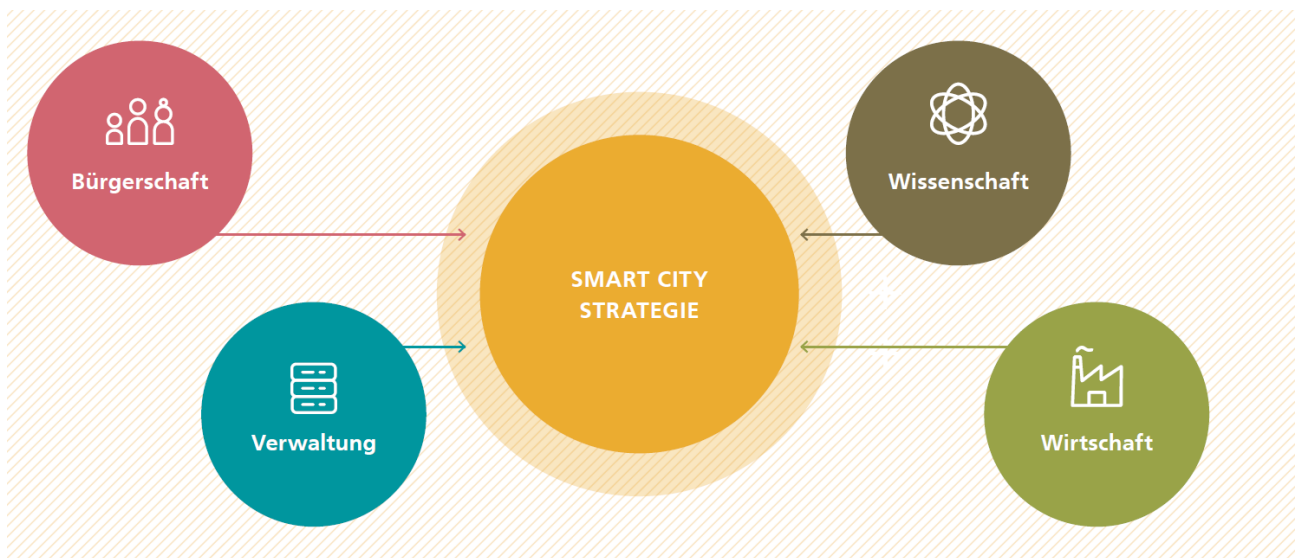 Bürgerschaft
Wissenschaft
SMART CITY
STRATEGIE
Verwaltung
Wirtschaft